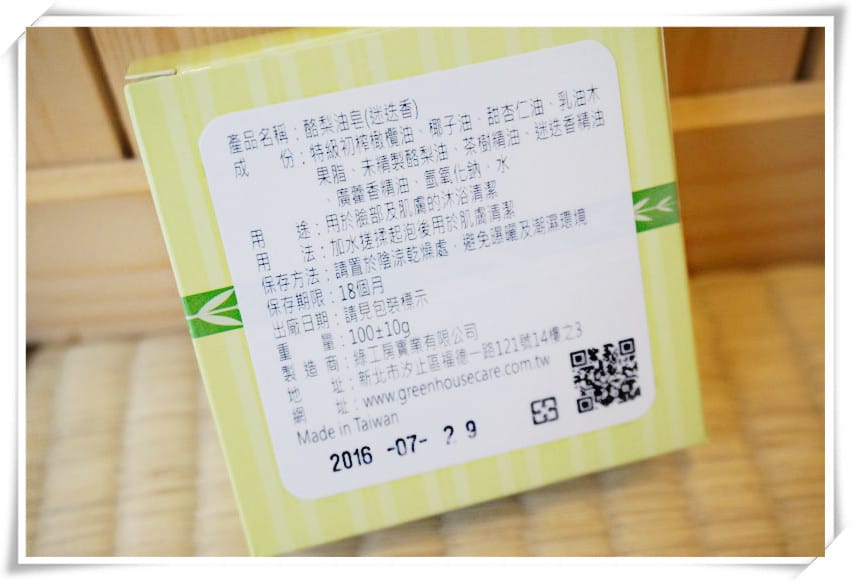 產品名稱：酪梨油皂(迷迭香)
成　　份：特級初榨橄欖油、椰子油、甜杏仁油、乳油木
果脂、未精製酪梨油、茶樹精油、迷迭香精油
、廣藿香精油、氫氧化鈉、水
用　　途：用於臉部及肌膚的沐浴清潔
用　　法：加水搓揉起泡後用於肌膚清潔
保存方法：請置於陰涼乾燥處，避免曝曬及潮濕環境
保存期限：18個月
出廠日期：請見包裝標示
重　　量：100±10g
製 造 商：綠工房實業有限公司
地　　址：新北市汐止區福德一路121號14樓之3
網　　址：www.greenhousecare.com.tw
Made in Taiwan
2016 -07- 29